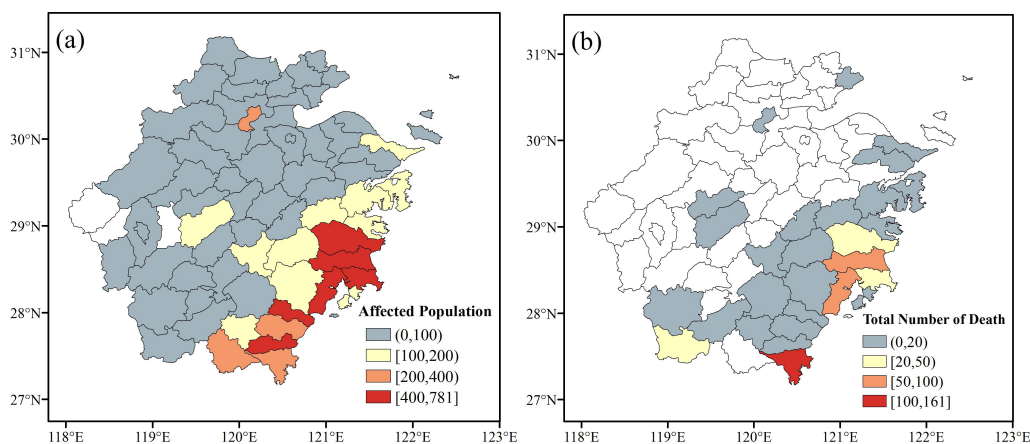 (a)
31°N
30°N
29°N
28°N
27°N
118°E
119°E
120°E
121°E
122°E
123°E
Affected Population
(0,100)
[100,200)
[200,400)
[400,781]
(b)
31°N
30°N
29°N
28°N
27°N
118°E
119°E
120°E
121°E
122°E
123°E
Total Number of Death
(0,20)
[20,50)
[50,100)
[100,161]